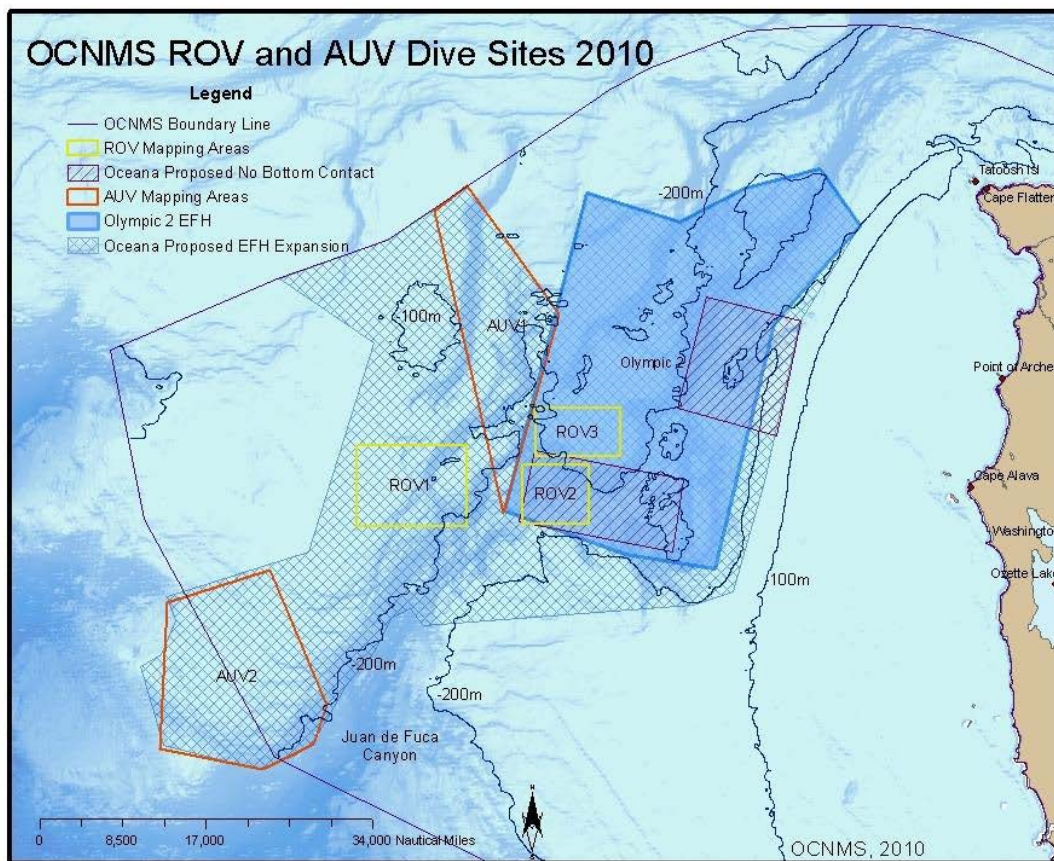 OCNMS ROV and AUV Dive Sites 2010
Legend
OCNMS Boundary Line
ROV Mapping Areas
Oceana Proposed No Bottom Contact
AUV Mapping Areas
Olympic 2 EFH
Oceana Proposed EFH Expansion
-200m
Tatoosh Isl
Cape Flatter
-100m
AUV1
Olympic 2
Point of Arche
ROV3
ROV1
ROV2
Cape Alava
Washington
Ozette Lake
100m
AUV2
-200m
-200m
Juan de Fuca
Canyon
N
0 8,500 17,000 34,000 Nautical Miles
OCNMS, 2010